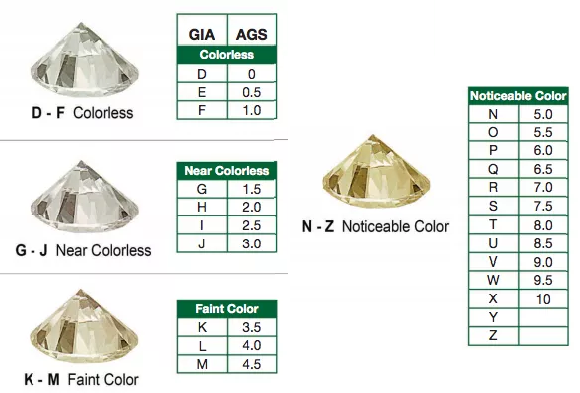 GIA AGS
Colorless
D 0
E 0.5
F 1.0
D - F Colorless
Near Colorless
G 1.5
H 2.0
I 2.5
J 3.0
G - J Near Colorless
Faint Color
K 3.5
L 4.0
M 4.5
K - M Faint Color
N - Z Noticeable Color
Noticeable Color
N 5.0
O 5.5
P 6.0
Q 6.5
R 7.0
S 7.5
T 8.0
U 8.5
V 9.0
W 9.5
X 10
Y
Z